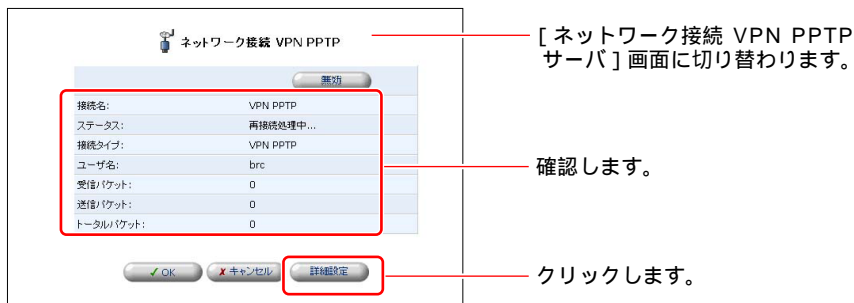 ネットワーク接続 VPN PPTP
[ ネットワーク接続 VPN PPTP
サーバ ] 画面に切り替わります。
無効
接続名: VPN PPTP
ステータス: 再接続処理中...
接続タイプ: VPN PPTP
ユーザ名: brc
受信パケット: 0
送信パケット: 0
トータルパケット: 0
確認します。
✓ OK ✗ キャンセル 詳細設定
クリックします。